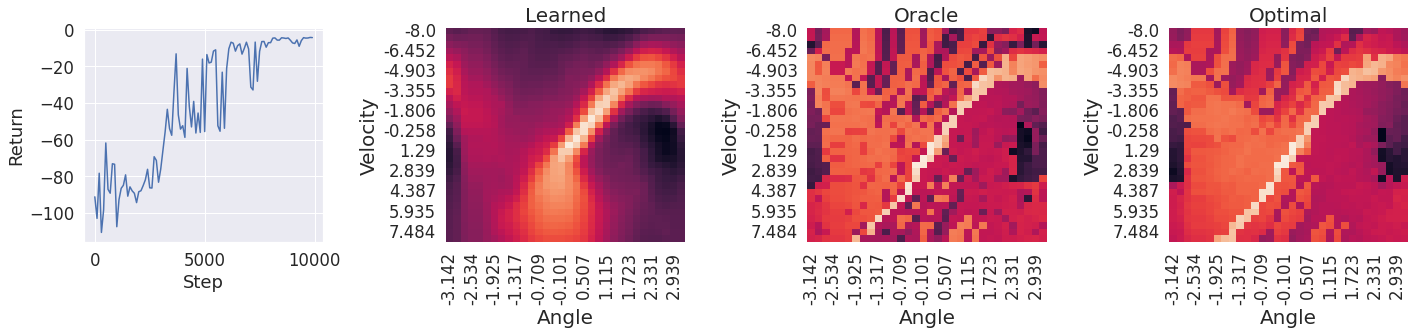 0
−20
−40
−60
−80
−100
Return
0 5000 10000
Step
Learned
-8.0
-6.452
-4.903
-3.355
-1.806
-0.258
1.29
2.839
4.387
5.935
7.484
Velocity
-3.142 -2.534 -1.925 -1.317 -0.709 -0.101 0.507 1.115 1.723 2.331 2.939
Angle
Oracle
-8.0
-6.452
-4.903
-3.355
-1.806
-0.258
1.29
2.839
4.387
5.935
7.484
Velocity
-3.142 -2.534 -1.925 -1.317 -0.709 -0.101 0.507 1.115 1.723 2.331 2.939
Angle
Optimal
-8.0
-6.452
-4.903
-3.355
-1.806
-0.258
1.29
2.839
4.387
5.935
7.484
Velocity
-3.142 -2.534 -1.925 -1.317 -0.709 -0.101 0.507 1.115 1.723 2.331 2.939
Angle